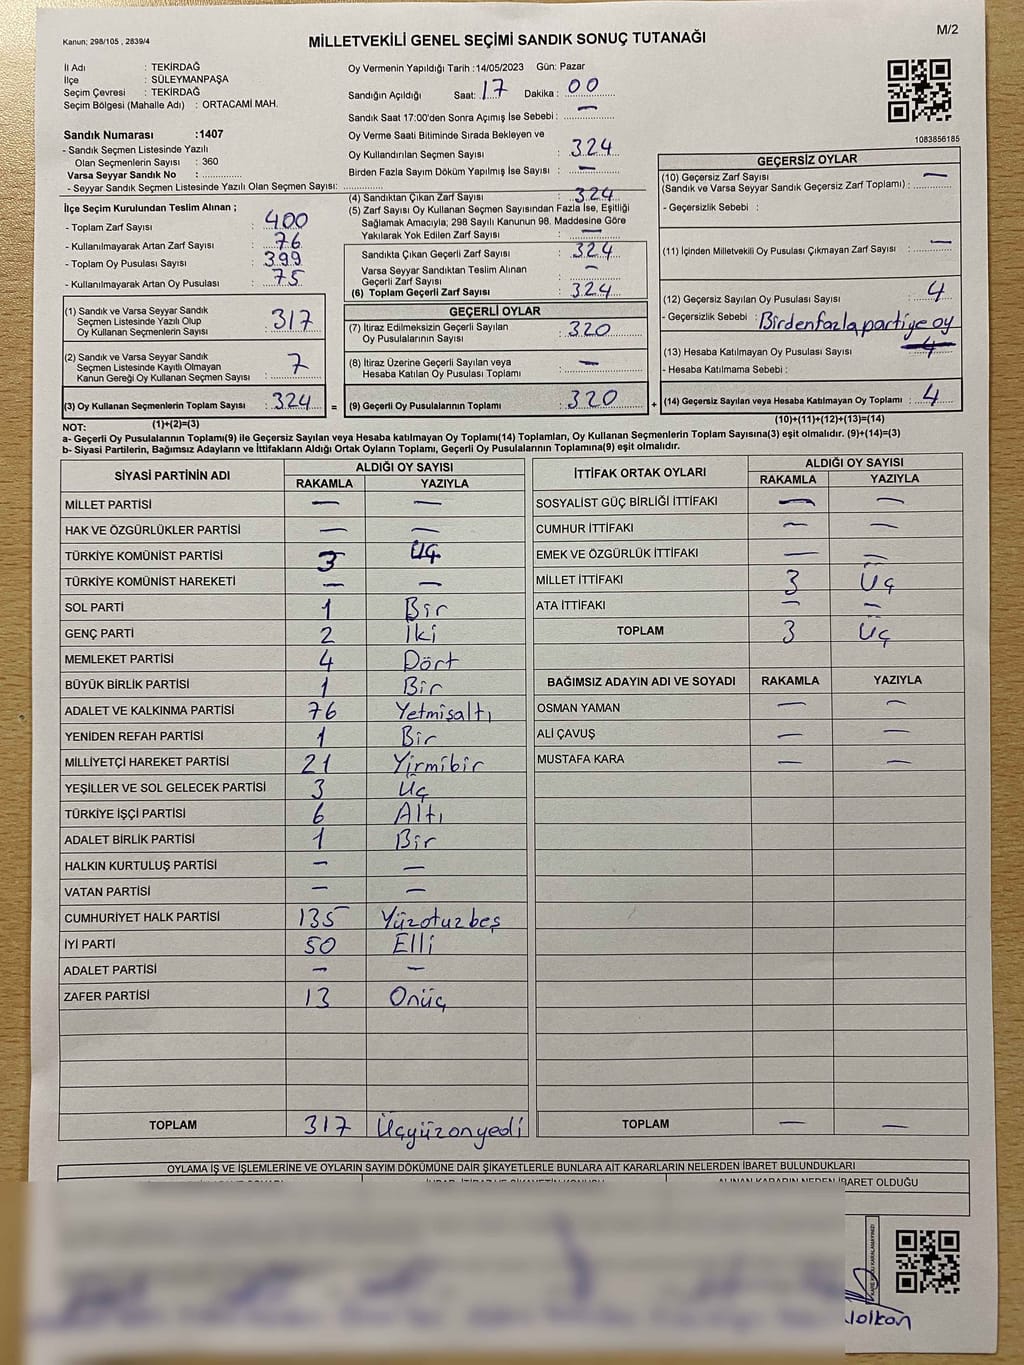 Kanun; 298/105 , 2839/4
MİLLETVEKİLİ GENEL SEÇİMİ SANDIK SONUÇ TUTANAĞI
M/2
İl Adı : TEKİRDAĞ
İlçe : SÜLEYMANPAŞA
Seçim Çevresi : TEKİRDAĞ
Seçim Bölgesi (Mahalle Adı) : ORTACAMİ MAH.
Sandık Numarası :1407
- Sandık Seçmen Listesinde Yazılı
Olan Seçmenlerin Sayısı : 360
Varsa Seyyar Sandık No :
- Seyyar Sandık Seçmen Listesinde Yazılı Olan Seçmen Sayısı:
Oy Vermenin Yapıldığı Tarih :14/05/2023 Gün: Pazar
Sandığın Açıldığı Saat: 17 Dakika : 00
Sandık Saat 17:00'den Sonra Açımış İse Sebebi : —
Oy Verme Saati Bitiminde Sırada Bekleyen ve
Oy Kullandırılan Seçmen Sayısı : 324
Birden Fazla Sayım Döküm Yapılmış İse Sayısı : —
1083856185
İlçe Seçim Kurulundan Teslim Alınan ;
- Toplam Zarf Sayısı : 400
- Kullanılmayarak Artan Zarf Sayısı : 76
- Toplam Oy Pusulası Sayısı : 399
- Kullanılmayarak Artan Oy Pusulası : 75
(1) Sandık ve Varsa Seyyar Sandık
Seçmen Listesinde Yazılı Olup
Oy Kullanan Seçmenlerin Sayısı : 317
(2) Sandık ve Varsa Seyyar Sandık
Seçmen Listesinde Kayıtlı Olmayan
Kanun Gereği Oy Kullanan Seçmen Sayısı : 7
(3) Oy Kullanan Seçmenlerin Toplam Sayısı : 324 =
(4) Sandıktan Çıkan Zarf Sayısı : 324
(5) Zarf Sayısı Oy Kullanan Seçmen Sayısından Fazla İse, Eşitliği
Sağlamak Amacıyla; 298 Sayılı Kanunun 98. Maddesine Göre
Yakılarak Yok Edilen Zarf Sayısı : —
Sandıkta Çıkan Geçerli Zarf Sayısı : 324
Varsa Seyyar Sandıktan Teslim Alınan
Geçerli Zarf Sayısı : —
(6) Toplam Geçerli Zarf Sayısı : 324
GEÇERLİ OYLAR
(7) İtiraz Edilmeksizin Geçerli Sayılan
Oy Pusulalarının Sayısı : 320
(8) İtiraz Üzerine Geçerli Sayılan veya
Hesaba Katılan Oy Pusulası Toplamı : —
(9) Geçerli Oy Pusulalarının Toplamı : 320 +
GEÇERSİZ OYLAR
(10) Geçersiz Zarf Sayısı —
(Sandık ve Varsa Seyyar Sandık Geçersiz Zarf Toplamı) :
- Geçersizlik Sebebi :
(11) İçinden Milletvekili Oy Pusulası Çıkmayan Zarf Sayısı : —
(12) Geçersiz Sayılan Oy Pusulası Sayısı : 4
- Geçersizlik Sebebi : Birden fazla partiye oy
(13) Hesaba Katılmayan Oy Pusulası Sayısı : 4
- Hesaba Katılmama Sebebi :
(14) Geçersiz Sayılan veya Hesaba Katılmayan Oy Toplamı : 4
NOT: (1)+(2)=(3) (10)+(11)+(12)+(13)=(14)
a- Geçerli Oy Pusulalarının Toplamı(9) ile Geçersiz Sayılan veya Hesaba katılmayan Oy Toplamı(14) Toplamları, Oy Kullanan Seçmenlerin Toplam Sayısına(3) eşit olmalıdır. (9)+(14)=(3)
b- Siyasi Partilerin, Bağımsız Adayların ve İttifakların Aldığı Ortak Oyların Toplamı, Geçerli Oy Pusulalarının Toplamına(9) eşit olmalıdır.
SİYASİ PARTİNİN ADI ALDIĞI OY SAYISI
RAKAMLA YAZIYLA
MİLLET PARTİSİ — —
HAK VE ÖZGÜRLÜKLER PARTİSİ — —
TÜRKİYE KOMÜNİST PARTİSİ 3 Üç
TÜRKİYE KOMÜNİST HAREKETİ — —
SOL PARTİ 1 Bir
GENÇ PARTİ 2 İki
MEMLEKET PARTİSİ 4 Dört
BÜYÜK BİRLİK PARTİSİ 1 Bir
ADALET VE KALKINMA PARTİSİ 76 Yetmişaltı
YENİDEN REFAH PARTİSİ 1 Bir
MİLLİYETÇİ HAREKET PARTİSİ 21 Yirmibir
YEŞİLLER VE SOL GELECEK PARTİSİ 3 Üç
TÜRKİYE İŞÇİ PARTİSİ 6 Altı
ADALET BİRLİK PARTİSİ 1 Bir
HALKIN KURTULUŞ PARTİSİ — —
VATAN PARTİSİ — —
CUMHURİYET HALK PARTİSİ 135 Yüzotuzbeş
İYİ PARTİ 50 Elli
ADALET PARTİSİ — —
ZAFER PARTİSİ 13 Onüç
TOPLAM 317 Üçyüzonyedi
İTTİFAK ORTAK OYLARI ALDIĞI OY SAYISI
RAKAMLA YAZIYLA
SOSYALİST GÜÇ BİRLİĞİ İTTİFAKI — —
CUMHUR İTTİFAKI — —
EMEK VE ÖZGÜRLÜK İTTİFAKI — —
MİLLET İTTİFAKI 3 Üç
ATA İTTİFAKI — —
TOPLAM 3 Üç
BAĞIMSIZ ADAYIN ADI VE SOYADI RAKAMLA YAZIYLA
OSMAN YAMAN — —
ALİ ÇAVUŞ — —
MUSTAFA KARA — —
TOPLAM — —
OYLAMA İŞ VE İŞLEMLERİNE VE OYLARIN SAYIM DÖKÜMÜNE DAİR ŞİKAYETLERLE BUNLARA AİT KARARLARIN NELERDEN İBARET BULUNDUKLARI
ALINAN KARARIN NEDEN İBARET OLDUĞU